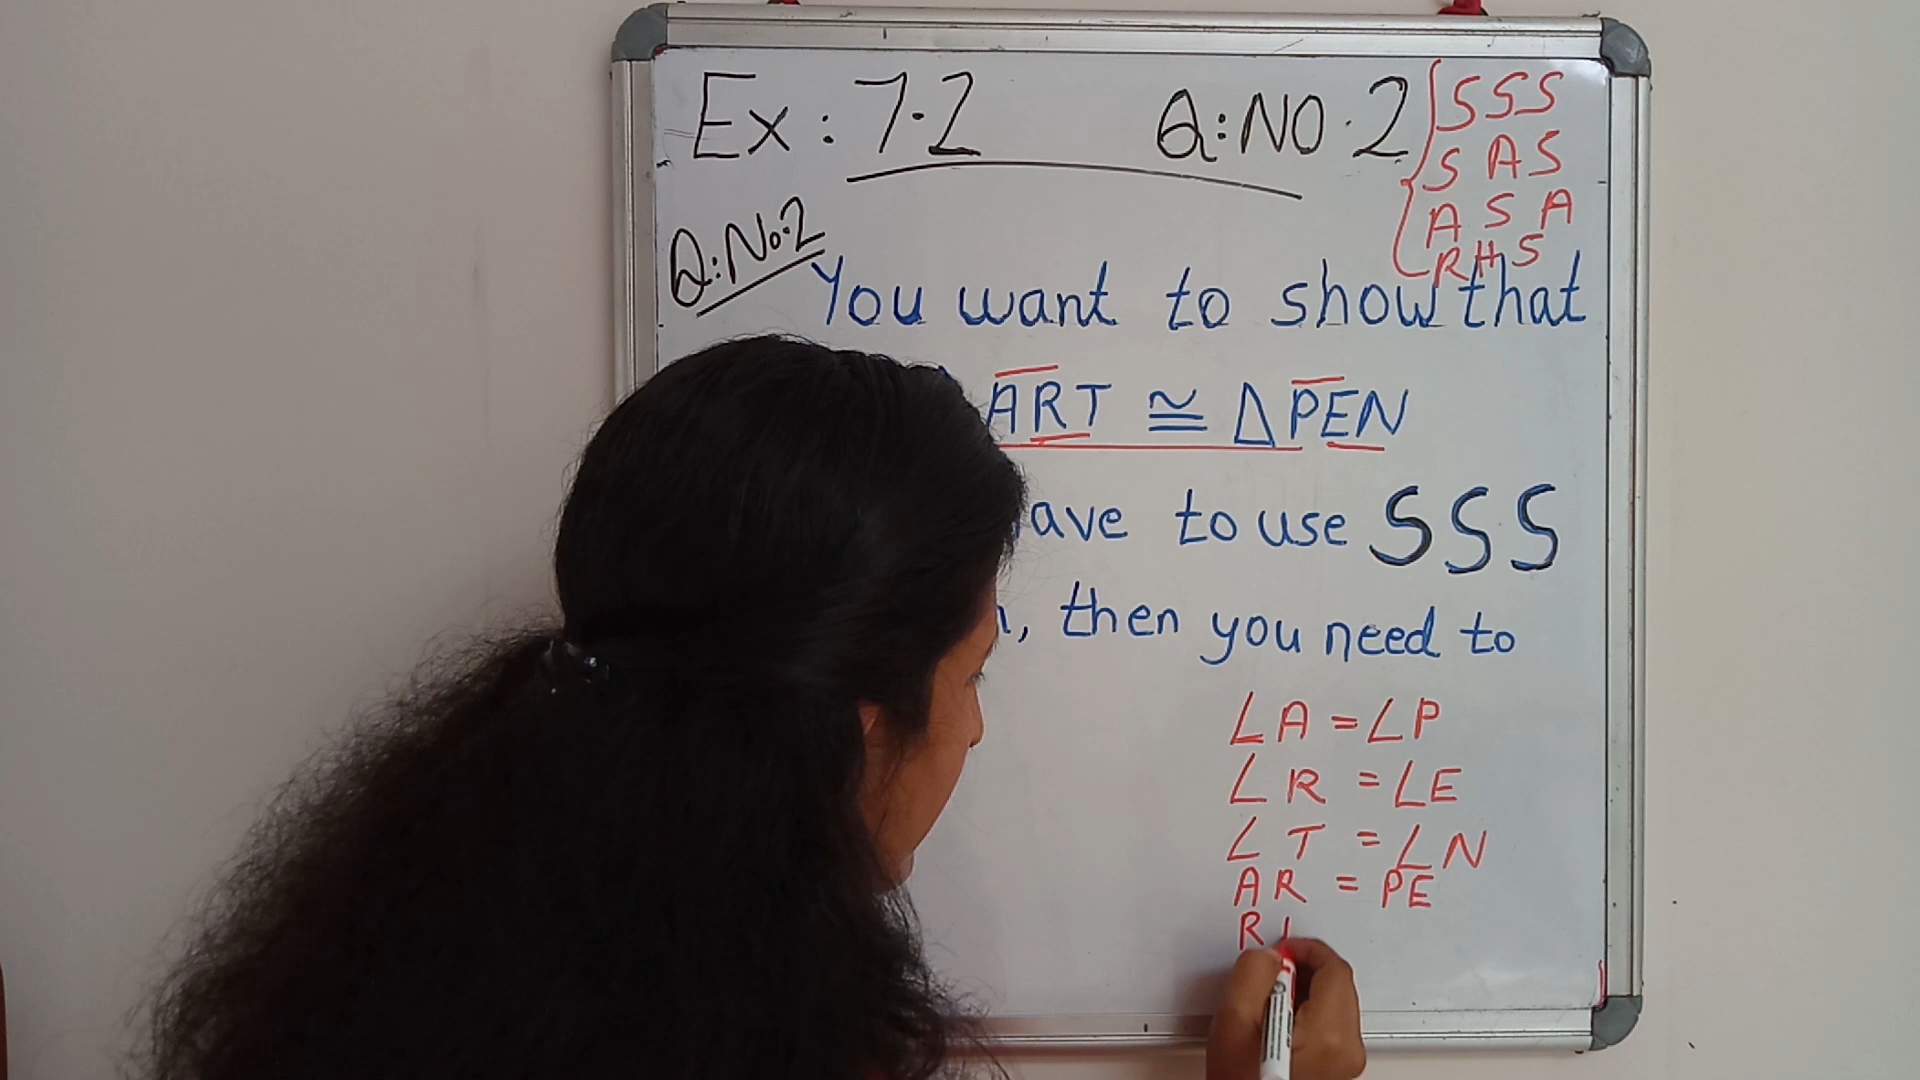 Ex : 7.2 Q:NO.2
SSS
SAS
ASA
RHS
Q:No.2
You want to show that
ART ≅ ΔPEN
to use SSS
then you need to
∠A = ∠P
∠R = ∠E
∠T = ∠N
AR = PE
R